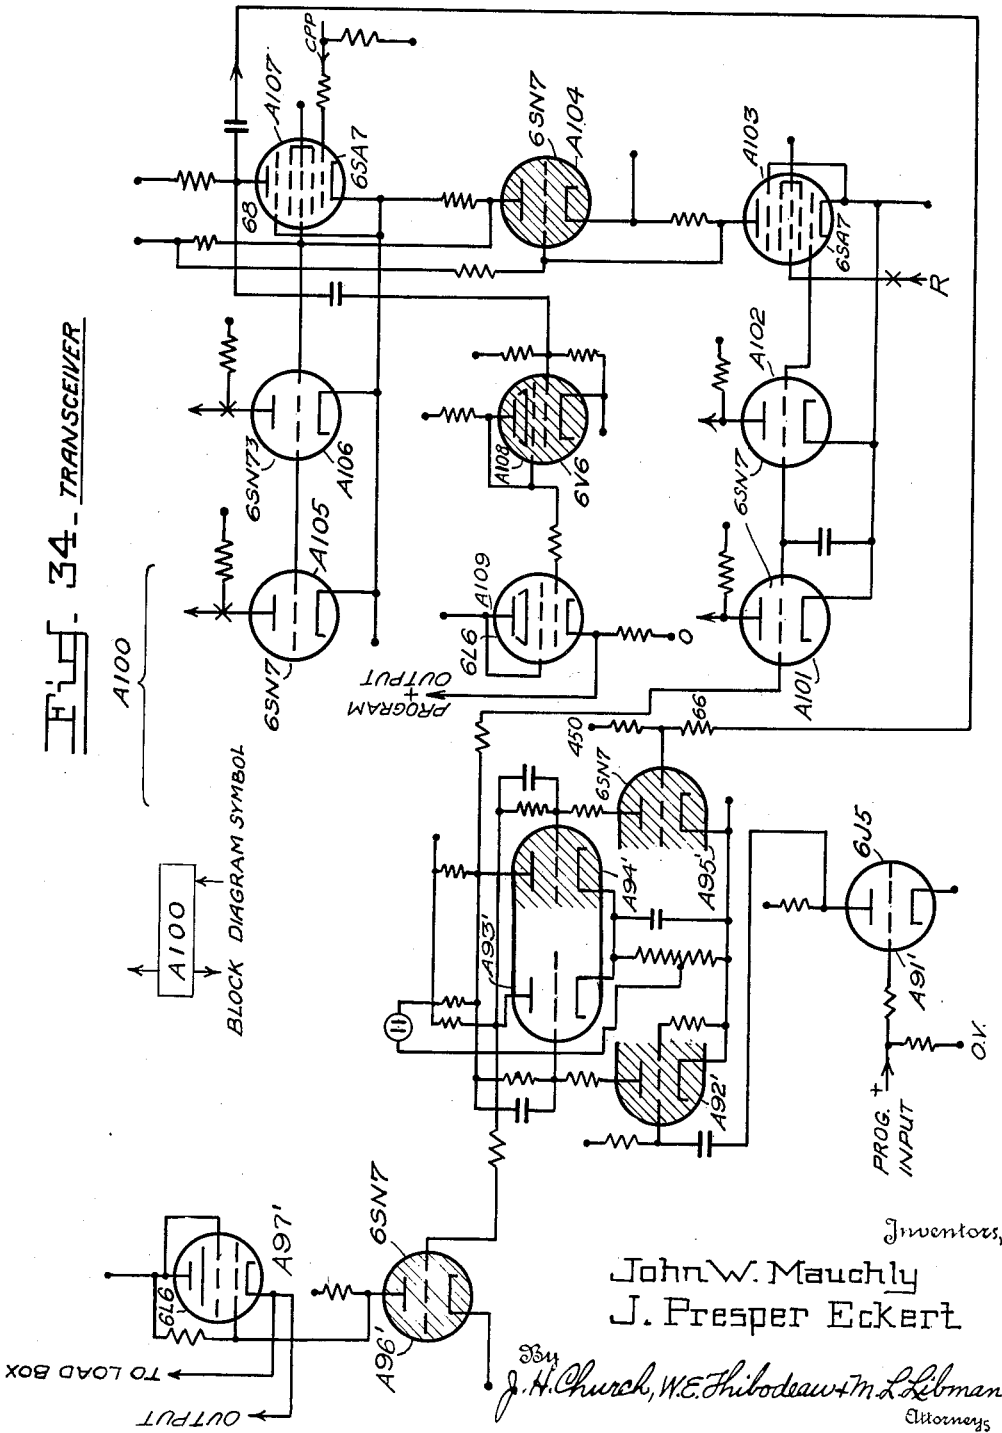 Fig. 34. TRANSCEIVER
A100
A100
BLOCK DIAGRAM SYMBOL
CPP
A107
6SA7
68
6SN7
A104
A103
6SA7
R
6SN73
A106
6SN7
A105
A108
6V6
A109
6L6
PROGRAM
+
OUTPUT
O
A102
6SN7
A101
450
66
6SN7
A95'
A94'
A93'
A92'
6J5
A91'
PROG. +
INPUT
O.V.
6SN7
A96'
6L6
A97'
TO LOAD BOX
OUTPUT
Inventors,
John W. Mauchly
J. Presper Eckert
By
J. H. Church, W. E. Thibodeau + M. L. Libman
Attorneys